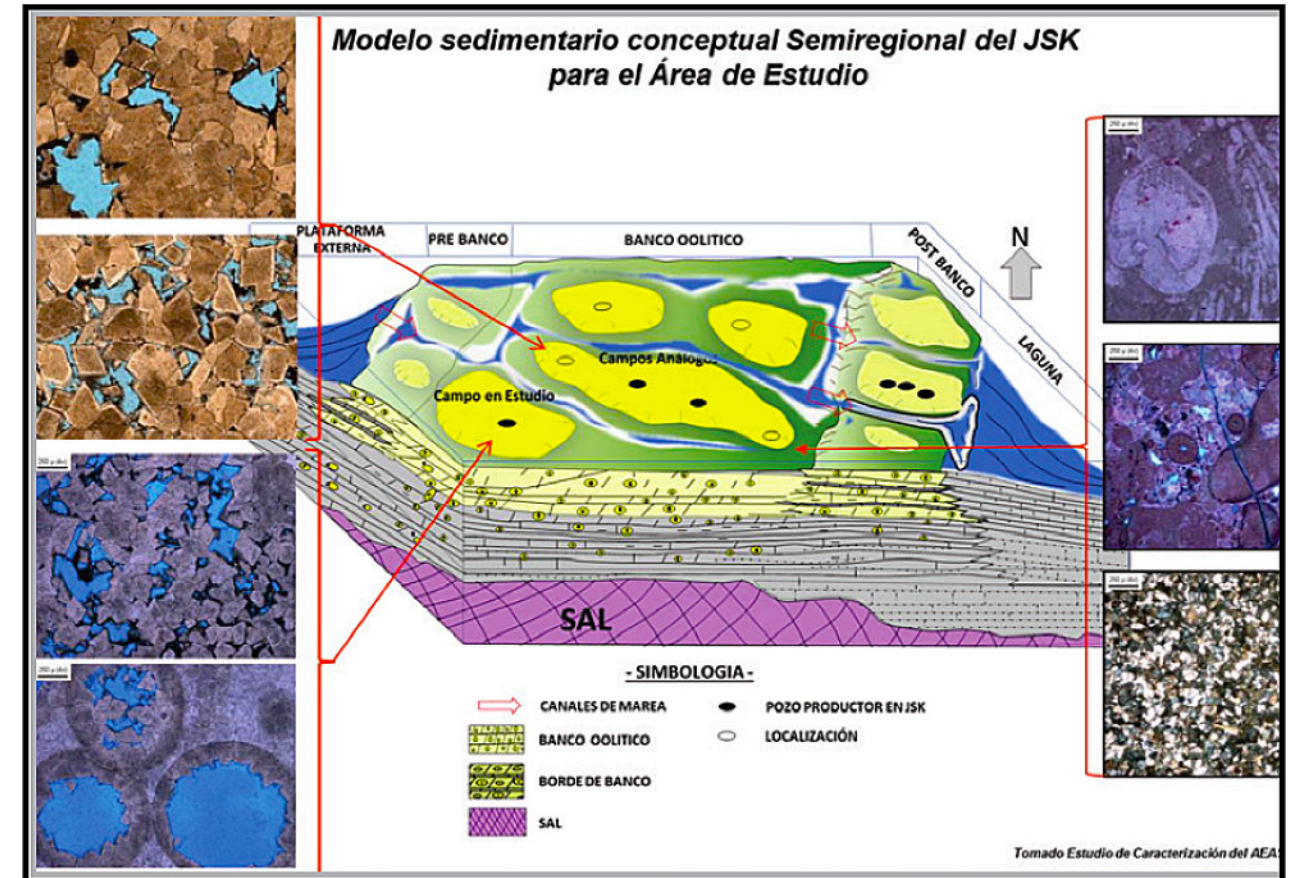 Modelo sedimentario conceptual Semiregional del JSK
para el Área de Estudio
PLATAFORMA
EXTERNA
PRE BANCO
BANCO OOLITICO
POST BANCO
LAGUNA
N
Campos Análogos
Campo en Estudio
SAL
- SIMBOLOGIA -
CANALES DE MAREA
POZO PRODUCTOR EN JSK
BANCO OOLITICO
LOCALIZACIÓN
BORDE DE BANCO
SAL
Tomado Estudio de Caracterización del AEAS